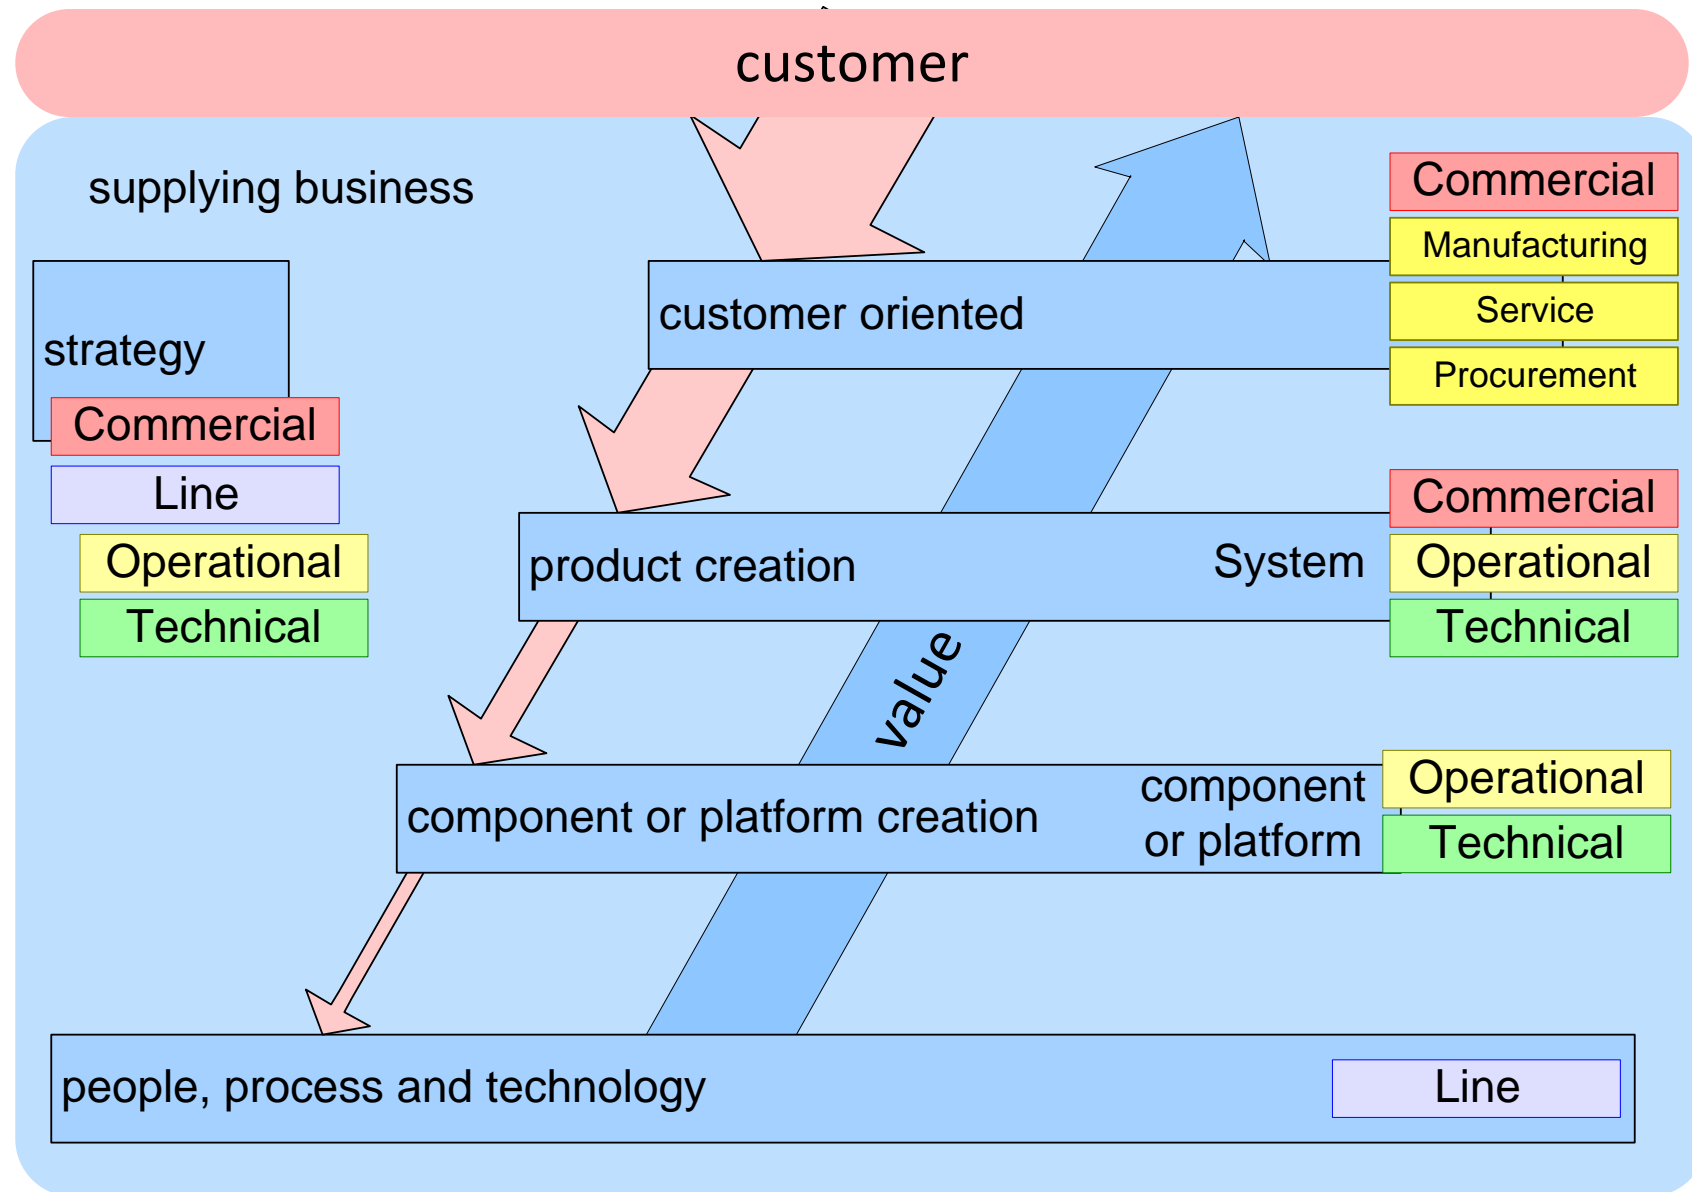 customer
supplying business
Commercial
Manufacturing
customer oriented
Service
Procurement
strategy
Commercial
Line
Operational
Technical
product creation
System
Commercial
Operational
Technical
value
component or platform creation
component
or platform
Operational
Technical
people, process and technology
Line